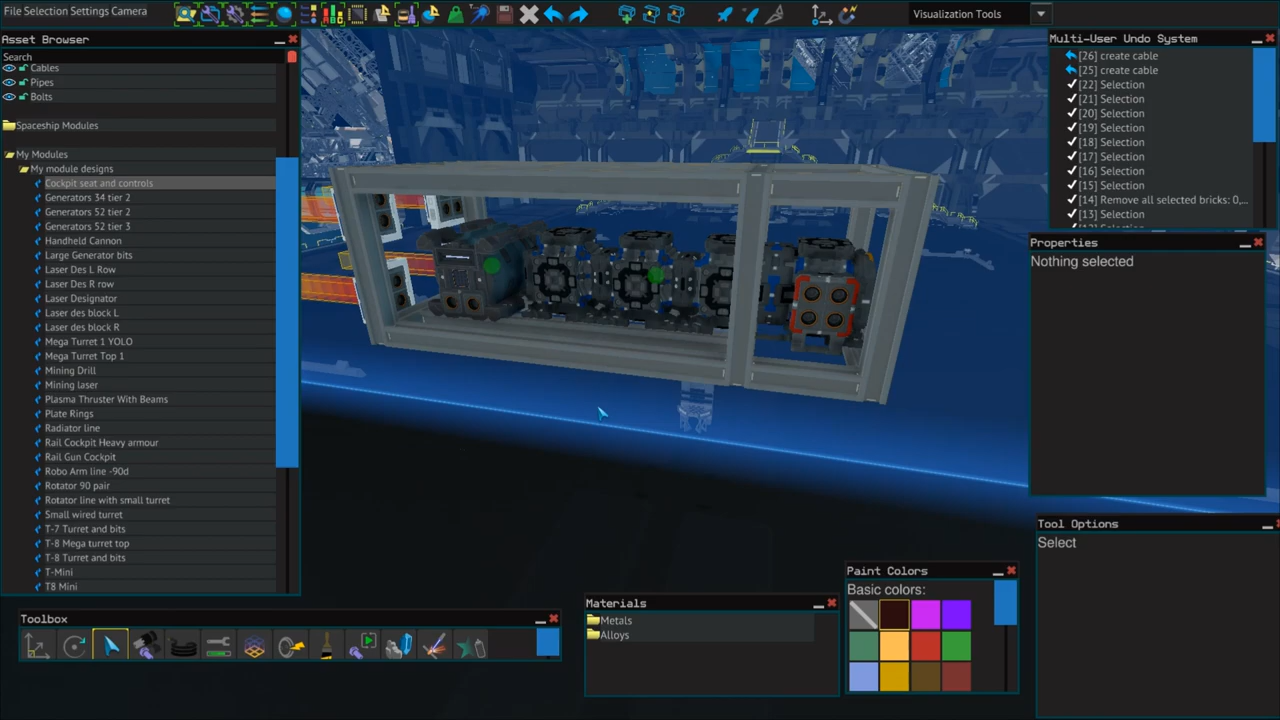 File Selection Settings Camera
Visualization Tools
Asset Browser
Search
Cables
Pipes
Bolts
Spaceship Modules
My Modules
My module designs
Cockpit seat and controls
Generators 34 tier 2
Generators 52 tier 2
Generators 52 tier 3
Handheld Cannon
Large Generator bits
Laser Des L Row
Laser Des R row
Laser Designator
Laser des block L
Laser des block R
Mega Turret 1 YOLO
Mega Turret Top 1
Mining Drill
Mining laser
Plasma Thruster With Beams
Plate Rings
Radiator line
Rail Cockpit Heavy armour
Rail Gun Cockpit
Robo Arm line -90d
Rotator 90 pair
Rotator line with small turret
Small wired turret
T-7 Turret and bits
T-8 Mega turret top
T-8 Turret and bits
T-Mini
T8 Mini
Multi-User Undo System
[26] create cable
[25] create cable
[22] Selection
[21] Selection
[20] Selection
[19] Selection
[18] Selection
[17] Selection
[16] Selection
[15] Selection
[14] Remove all selected bricks: 0,...
[13] Selection
Properties
Nothing selected
Tool Options
Select
Paint Colors
Basic colors:
Materials
Metals
Alloys
Toolbox